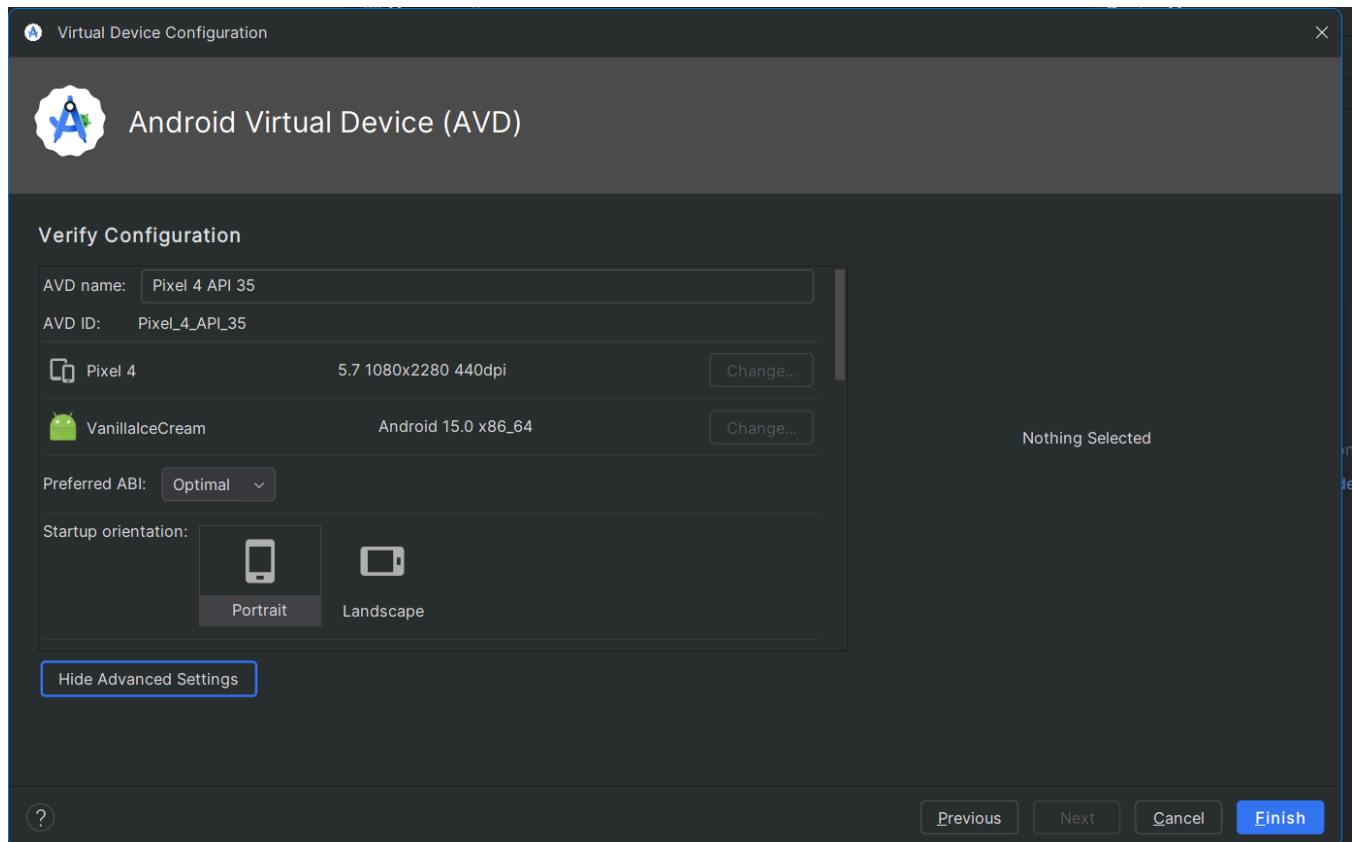 Virtual Device Configuration
Android Virtual Device (AVD)
Verify Configuration
AVD name: Pixel 4 API 35
AVD ID: Pixel_4_API_35
Pixel 4 5.7 1080x2280 440dpi Change...
VanillaIceCream Android 15.0 x86_64 Change...
Nothing Selected
Preferred ABI: Optimal
Startup orientation:
Portrait Landscape
Hide Advanced Settings
? Previous Next Cancel Finish